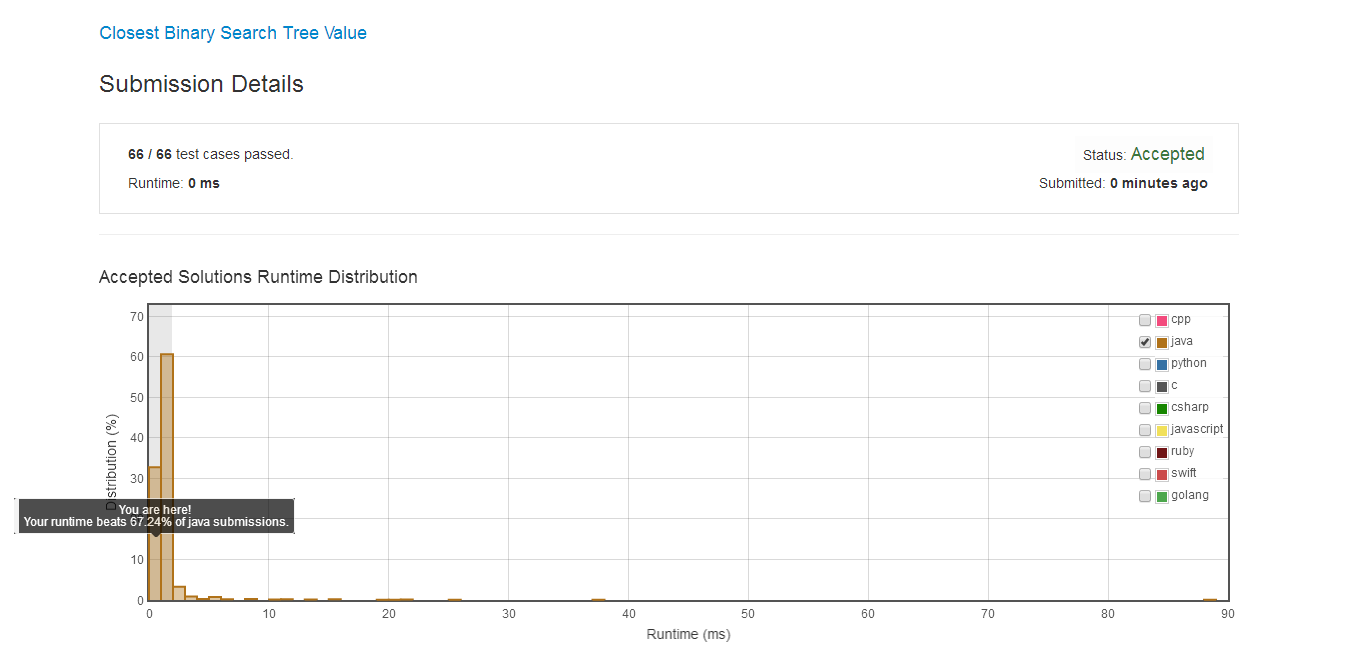 Closest Binary Search Tree Value
Submission Details
66 / 66 test cases passed.
Status: Accepted
Runtime: 0 ms
Submitted: 0 minutes ago
Accepted Solutions Runtime Distribution
Distribution (%)
70
60
50
40
30
10
0
You are here!
Your runtime beats 67.24% of java submissions.
cpp
java
python
c
csharp
javascript
ruby
swift
golang
0 10 20 30 40 50 60 70 80 90
Runtime (ms)